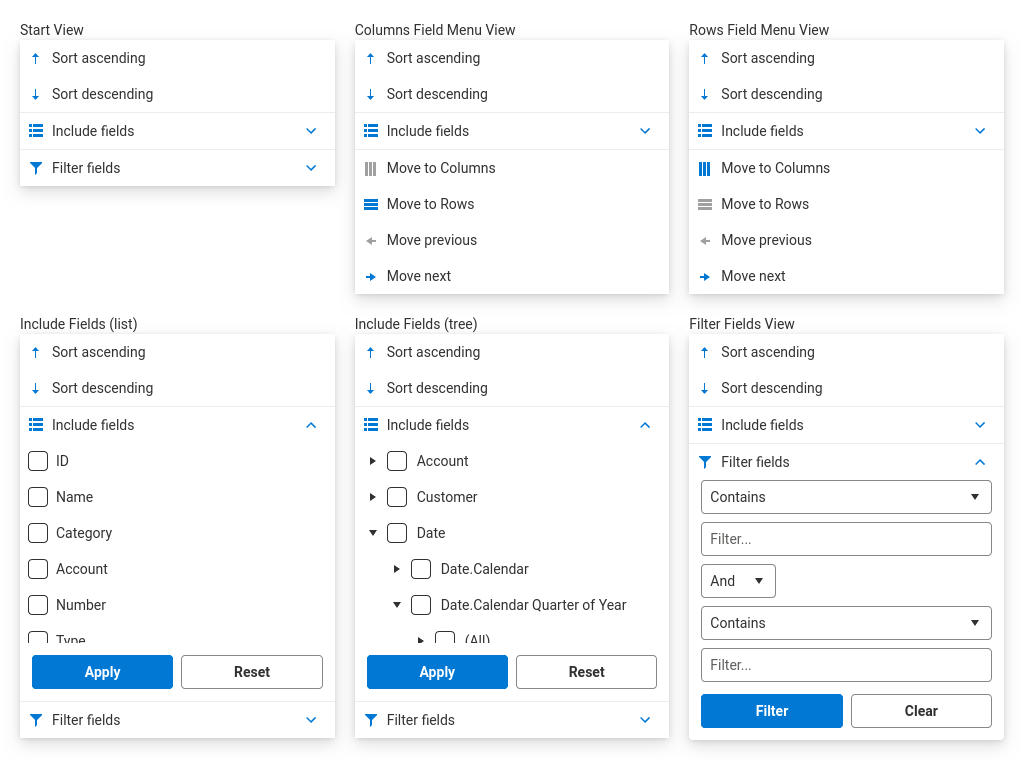 Start View
Sort ascending
Sort descending
Include fields
Filter fields
Columns Field Menu View
Sort ascending
Sort descending
Include fields
Move to Columns
Move to Rows
Move previous
Move next
Rows Field Menu View
Sort ascending
Sort descending
Include fields
Move to Columns
Move to Rows
Move previous
Move next
Include Fields (list)
Sort ascending
Sort descending
Include fields
ID
Name
Category
Account
Number
Type
Apply Reset
Filter fields
Include Fields (tree)
Sort ascending
Sort descending
Include fields
Account
Customer
Date
Date.Calendar
Date.Calendar Quarter of Year
(All)
Apply Reset
Filter fields
Filter Fields View
Sort ascending
Sort descending
Include fields
Filter fields
Contains
Filter...
And
Contains
Filter...
Filter Clear